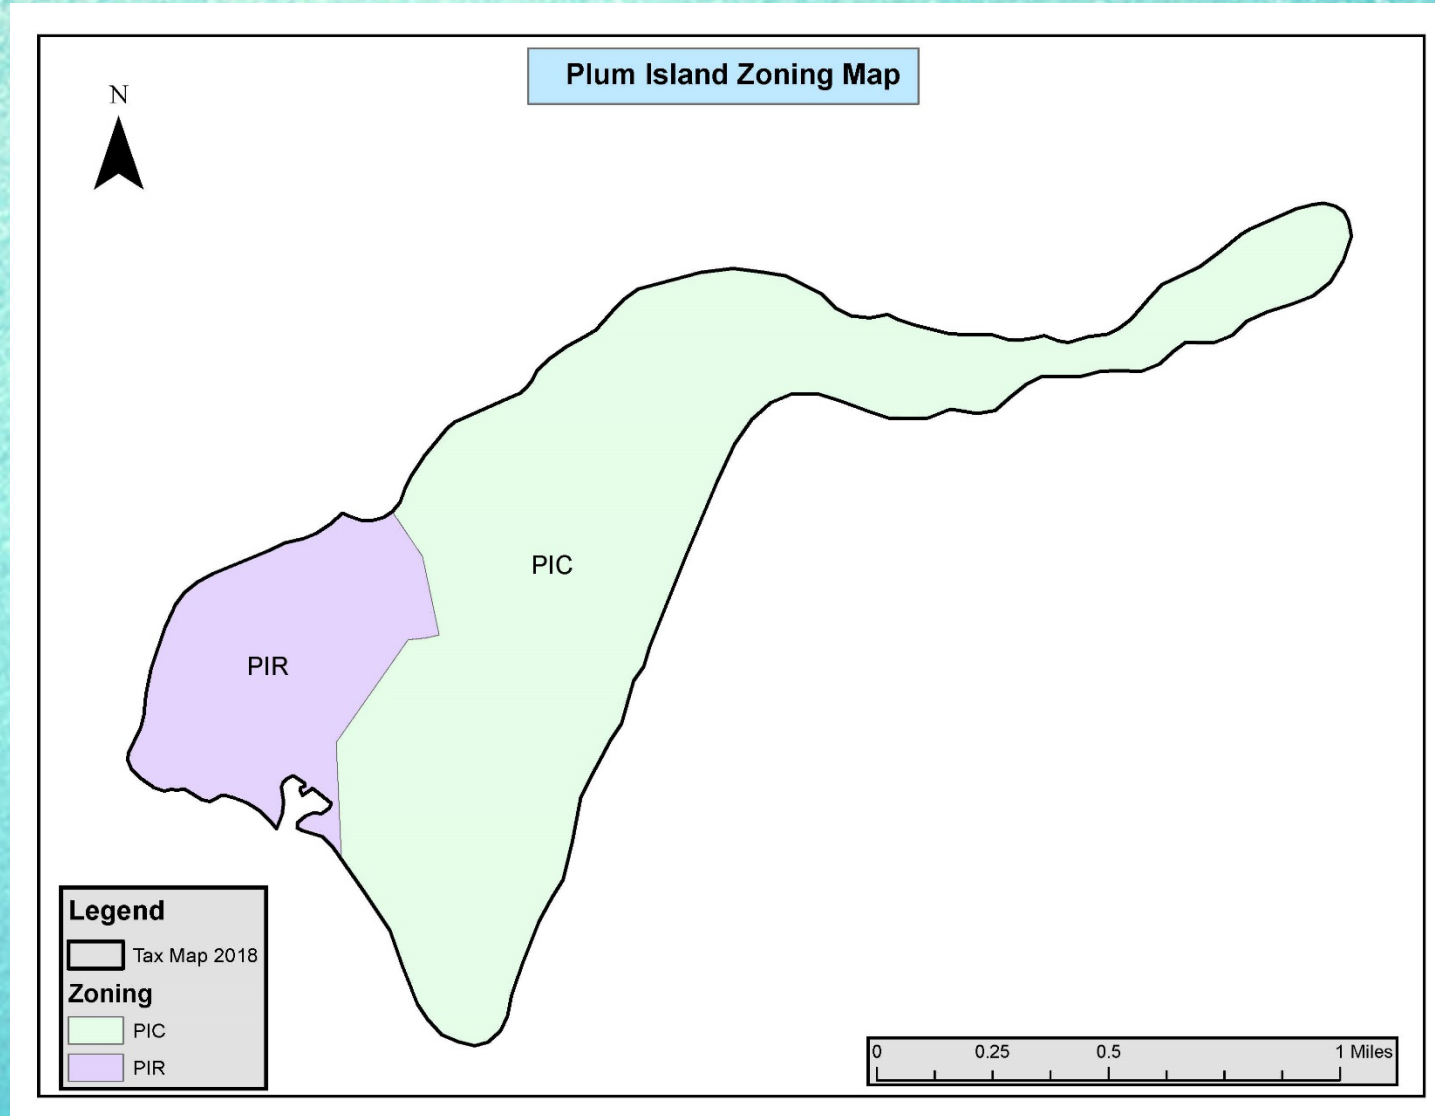 Plum Island Zoning Map
N
PIC
PIR
Legend
Tax Map 2018
Zoning
PIC
PIR
0 0.25 0.5 1 Miles